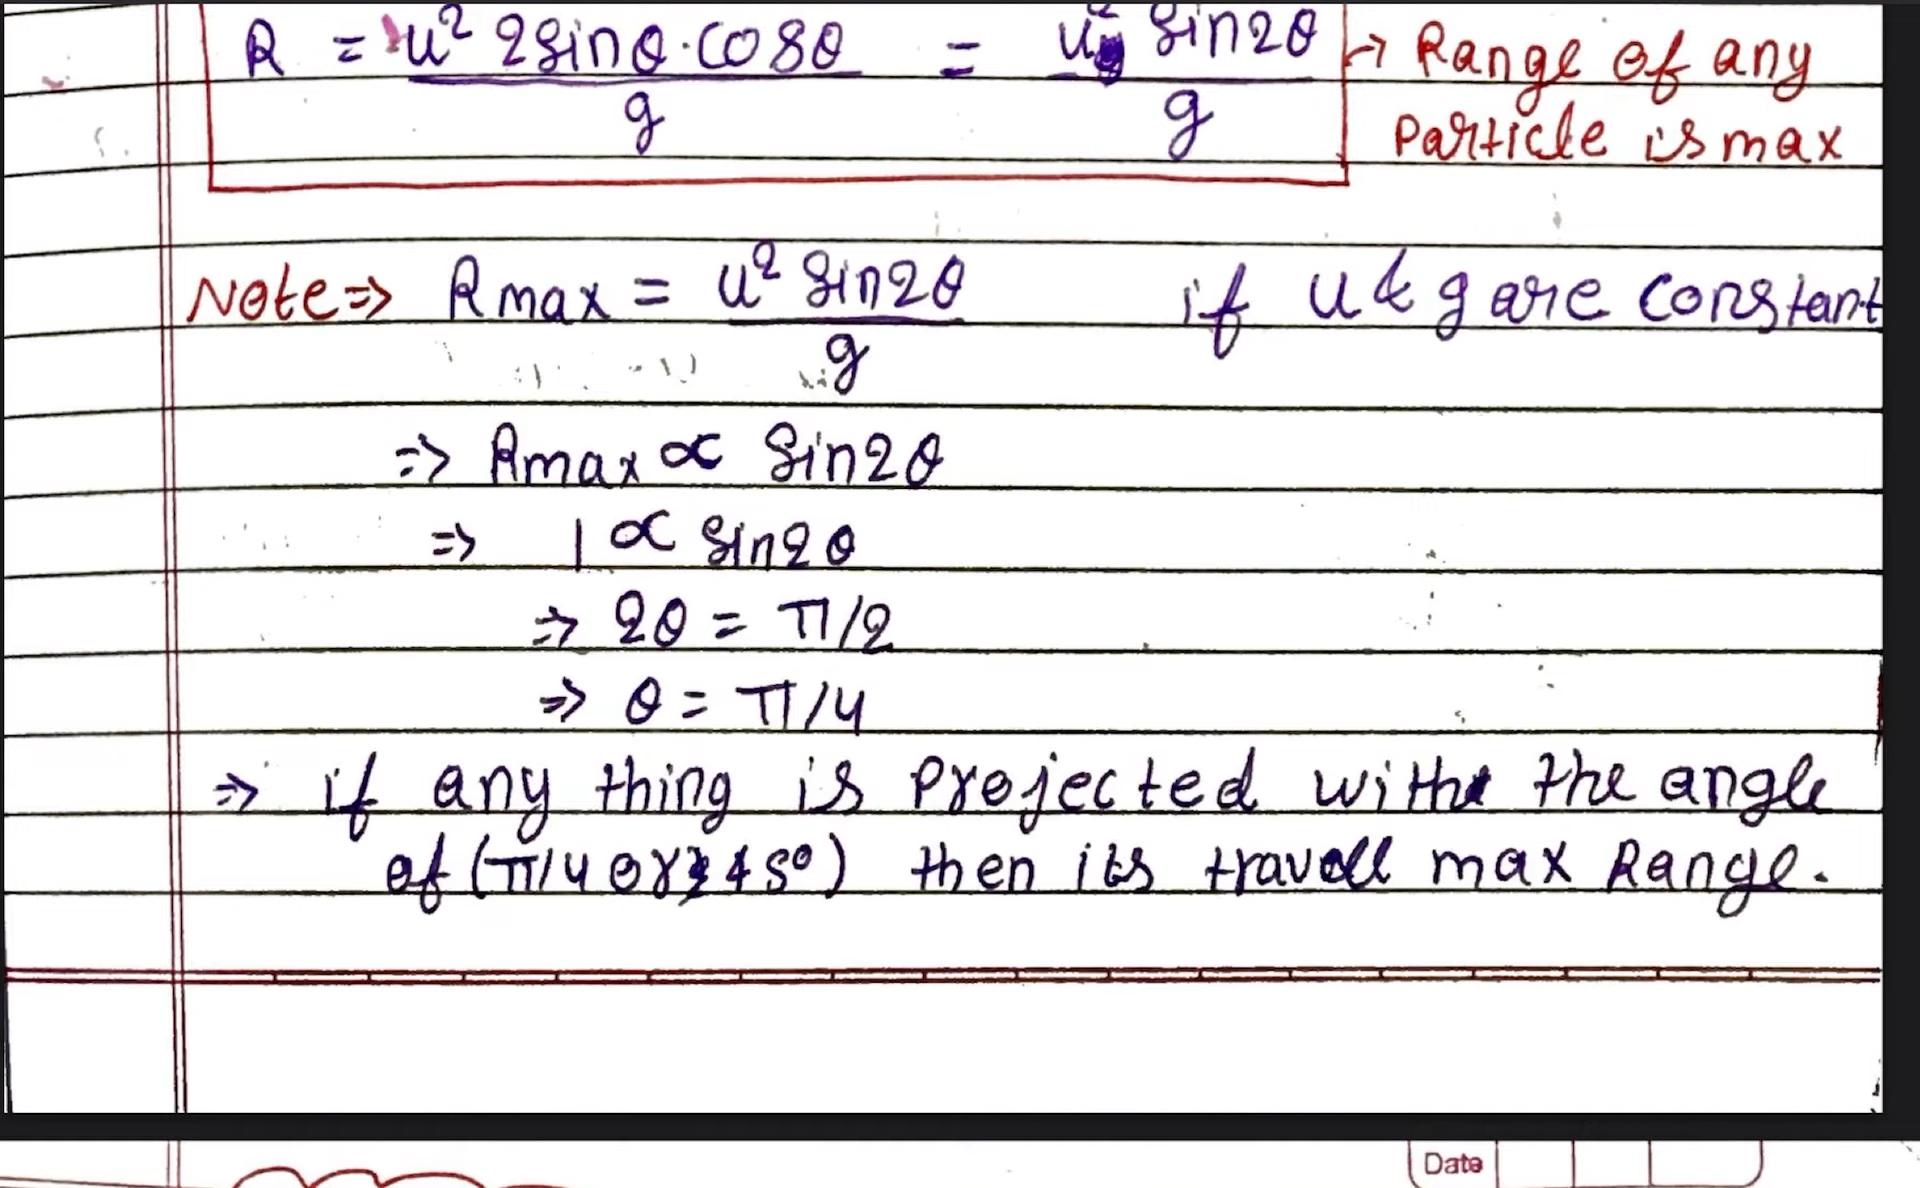 R = u² 2sinθ·cosθ / g = u² sin2θ / g → Range of any
Particle is max
Note ⇒ Rmax = u² sin2θ / g if u & g are constant
⇒ Rmax ∝ sin2θ
⇒ 1 ∝ sin2θ
⇒ 2θ = π/2
⇒ θ = π/4
⇒ if any thing is projected with the angle
of (π/4 or 45°) then its travell max Range.
Date